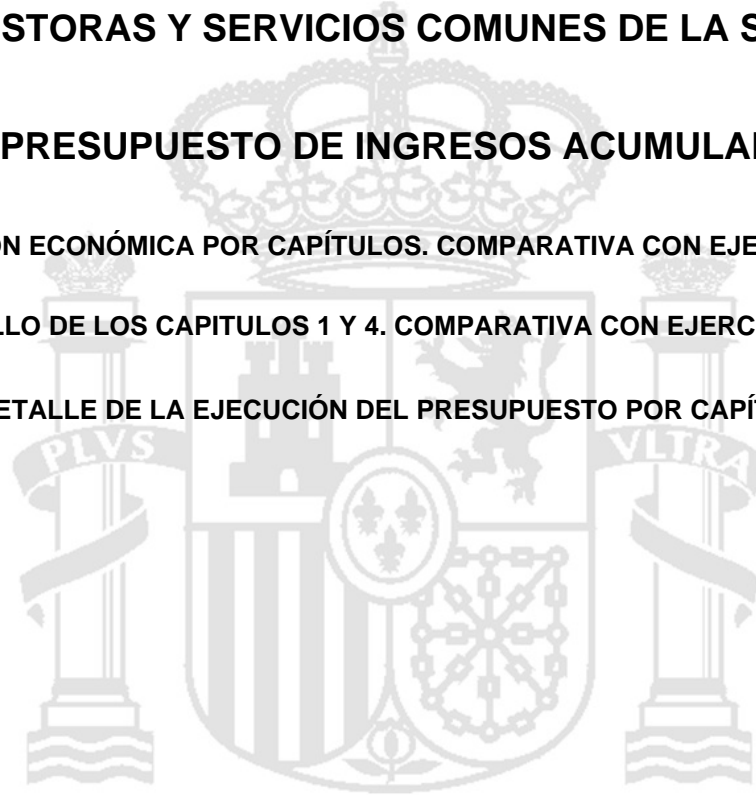 STORAS Y SERVICIOS COMUNES DE LA S
PRESUPUESTO DE INGRESOS ACUMULA
ÓN ECONÓMICA POR CAPÍTULOS. COMPARATIVA CON EJE
LLO DE LOS CAPITULOS 1 Y 4. COMPARATIVA CON EJERC
ETALLE DE LA EJECUCIÓN DEL PRESUPUESTO POR CAPÍ
PLVS VLTRA